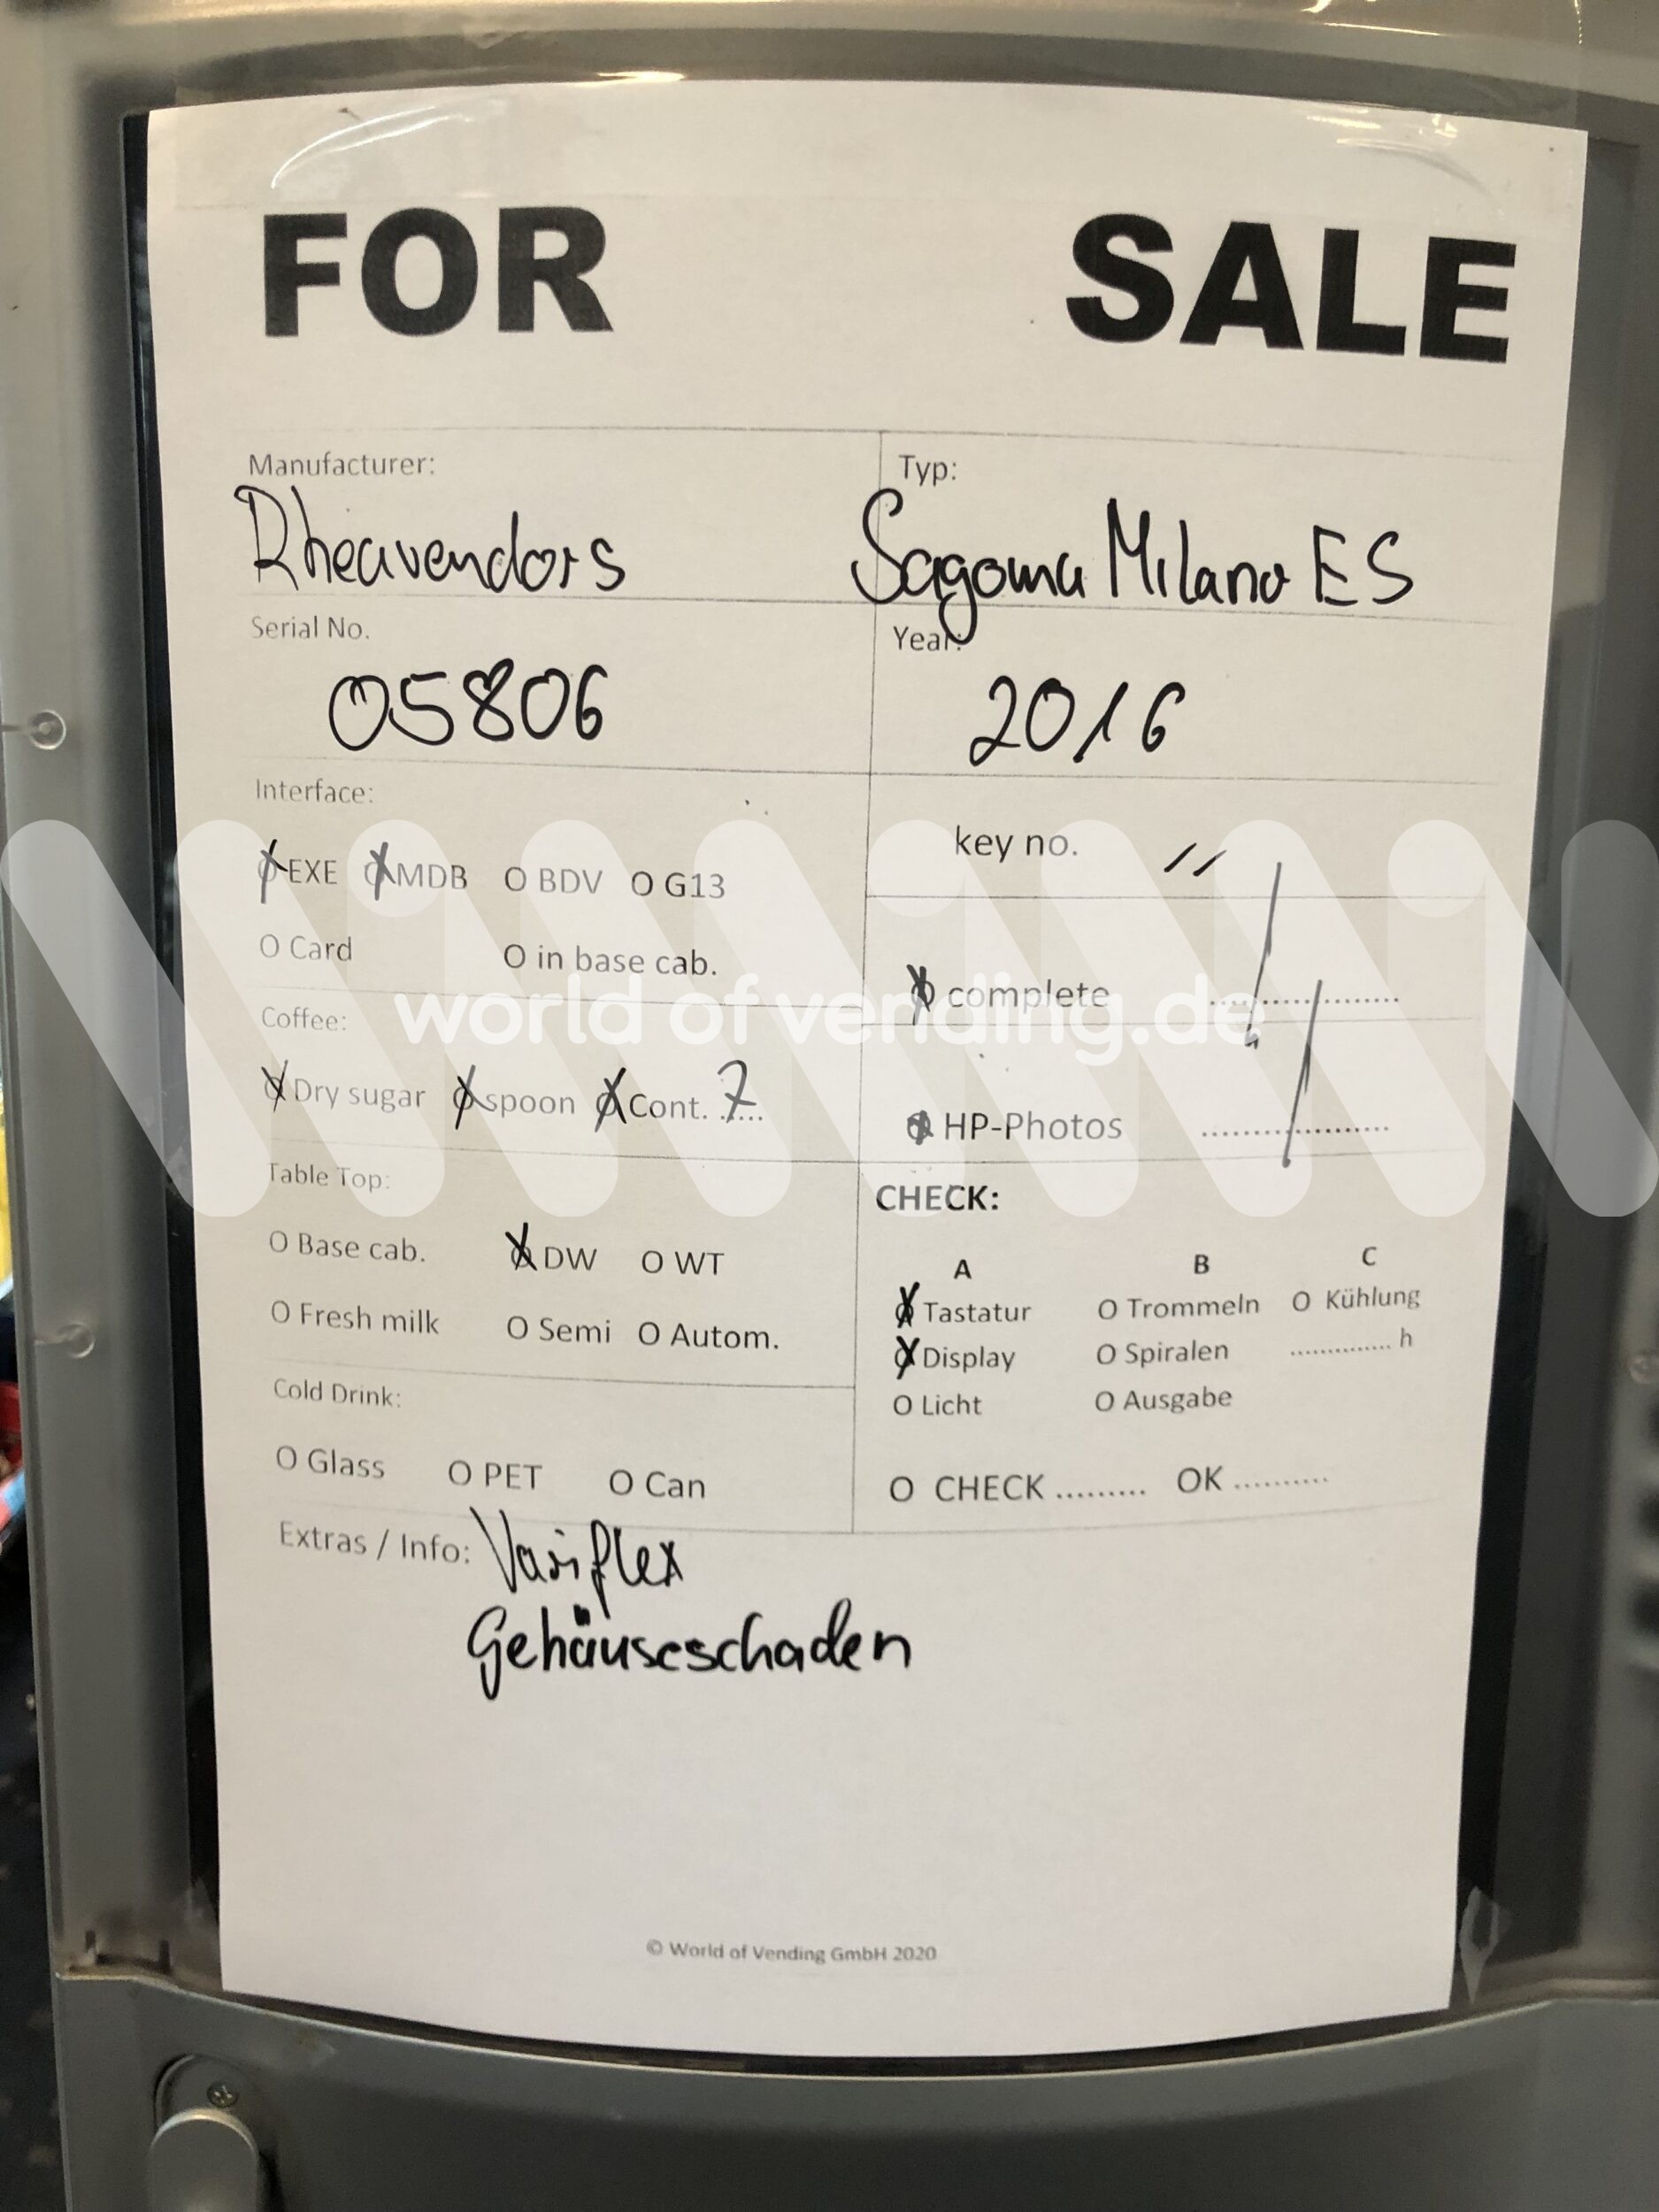 FOR SALE
Manufacturer: Typ:
Rheavendors Sagoma Milano ES
Serial No. Year:
05806 2016
Interface:
O EXE O MDB O BDV O G13
key no. //
O Card O in base cab.
O complete ....................
world of vending.de
Coffee:
O Dry sugar O spoon O Cont. 7
O HP-Photos ....................
Table Top:
CHECK:
O Base cab. O DW O WT
A B C
O Fresh milk O Semi O Autom.
O Tastatur O Trommeln O Kühlung
O Display O Spiralen .............. h
O Licht O Ausgabe
Cold Drink:
O Glass O PET O Can
O CHECK ......... OK ..........
Extras / Info: Variflex
Gehäuseschaden
© World of Vending GmbH 2020